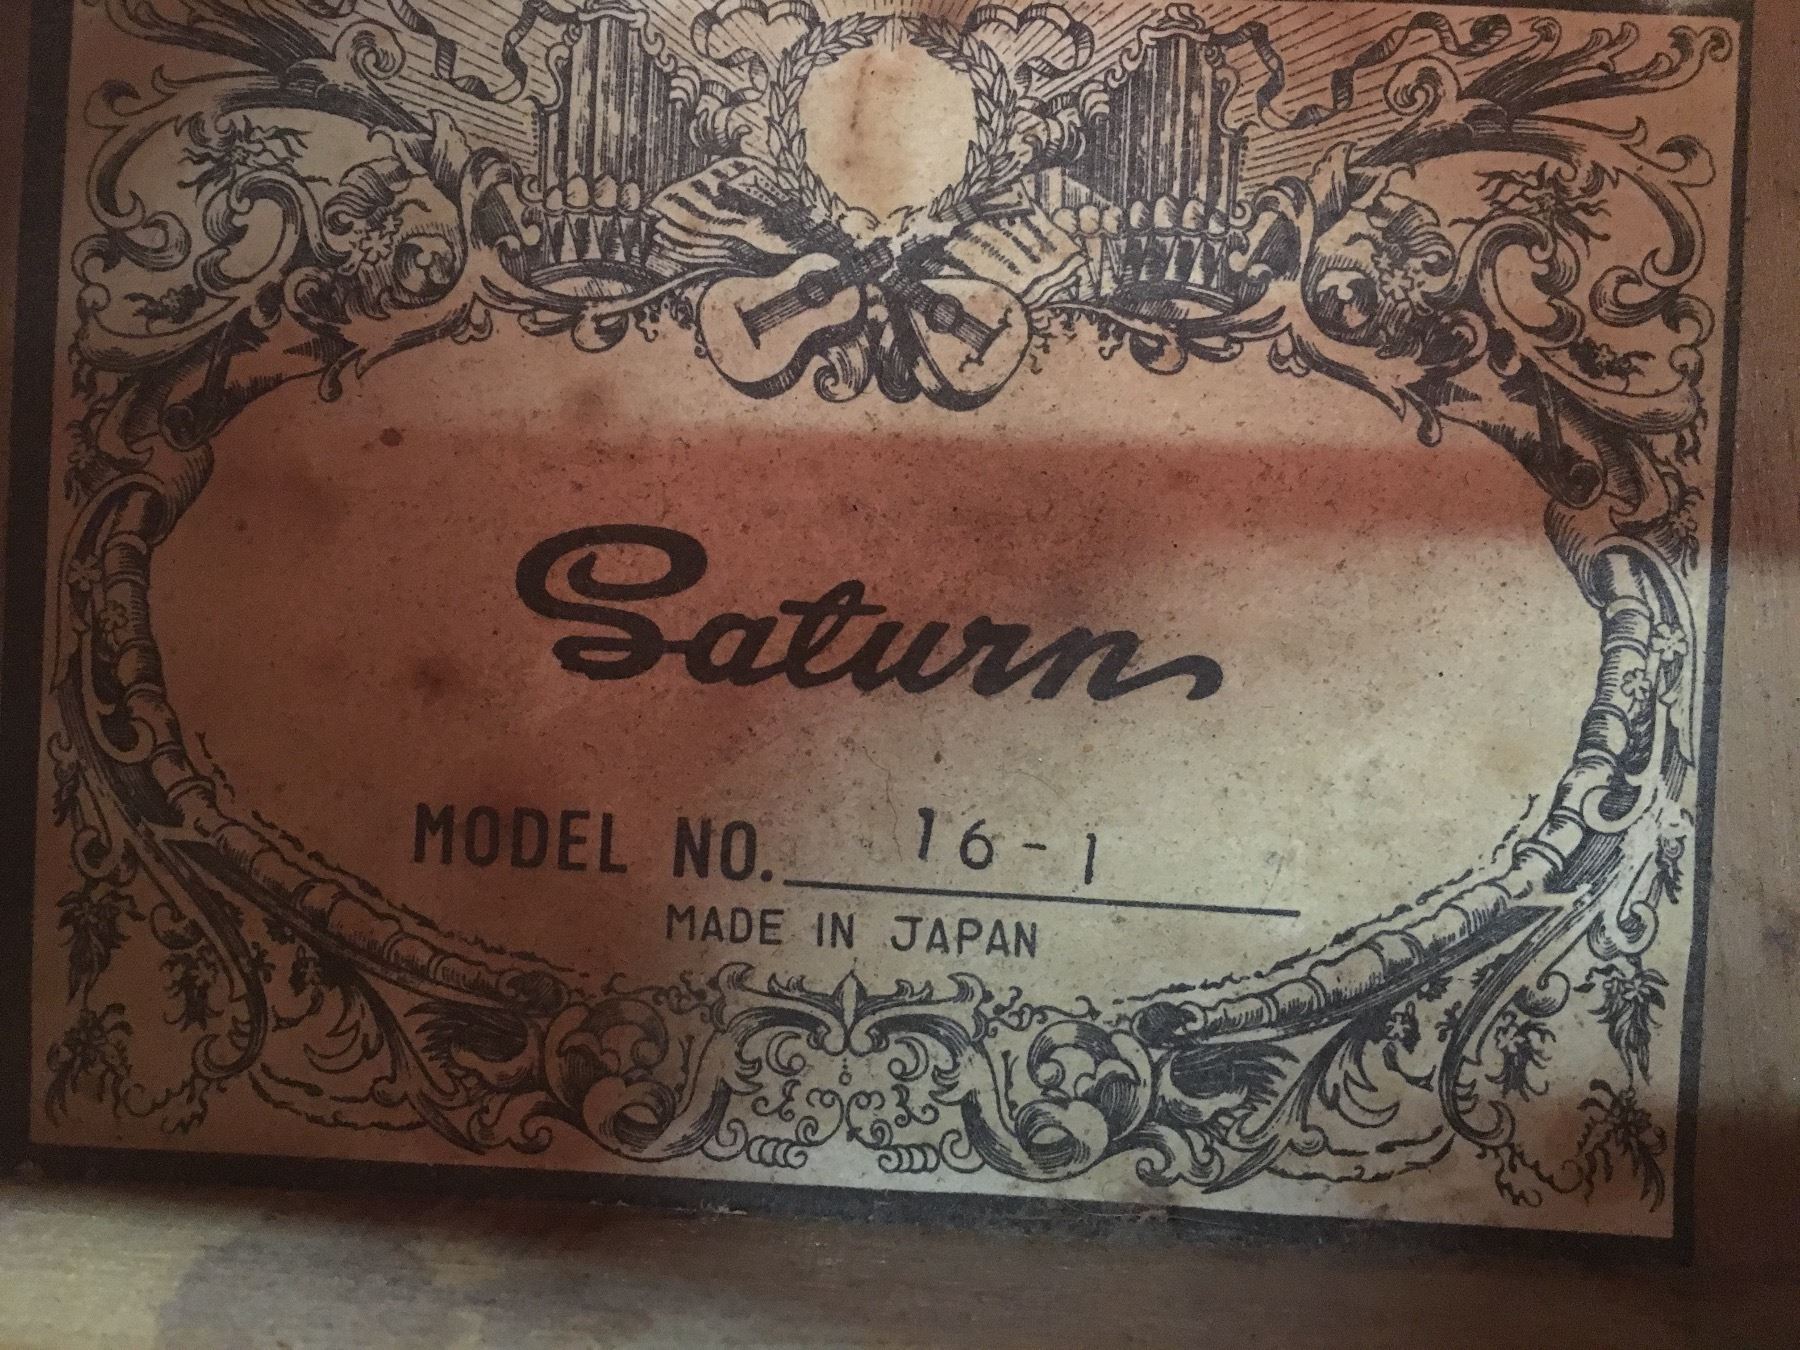 Saturn
MODEL NO. 16-1
MADE IN JAPAN